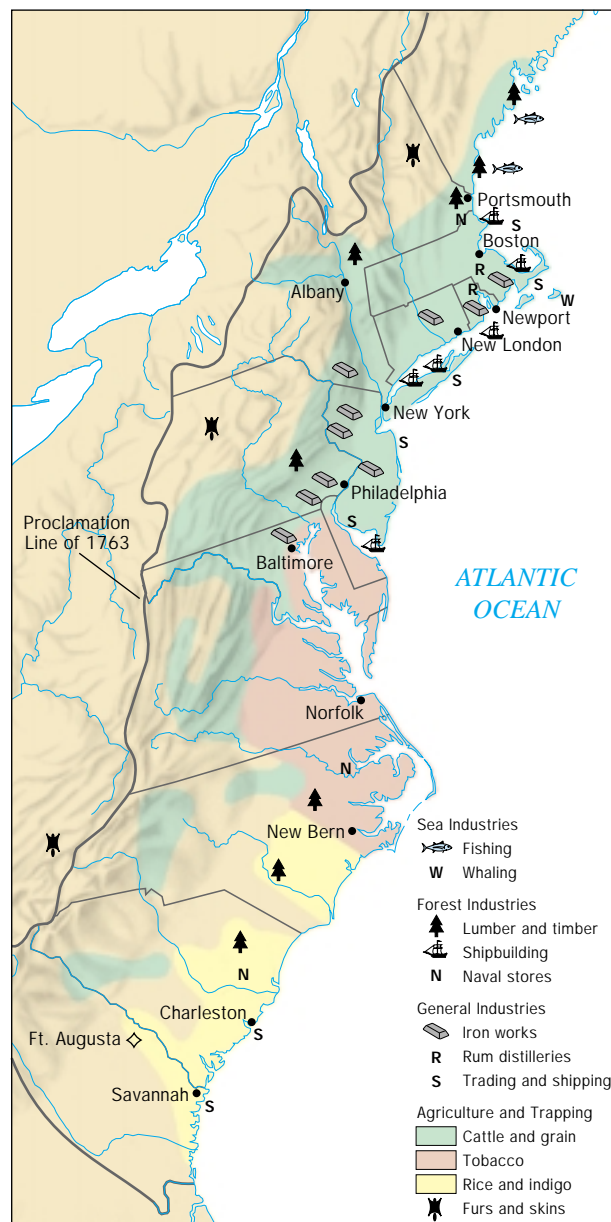 Portsmouth
N
S
Boston
R
S
R
W
Albany
Newport
New London
S
New York
S
Philadelphia
S
Proclamation
Line of 1763
Baltimore
ATLANTIC
OCEAN
Norfolk
N
New Bern
N
Charleston
S
Ft. Augusta
Savannah
S
Sea Industries
Fishing
W Whaling
Forest Industries
Lumber and timber
Shipbuilding
N Naval stores
General Industries
Iron works
R Rum distilleries
S Trading and shipping
Agriculture and Trapping
Cattle and grain
Tobacco
Rice and indigo
Furs and skins